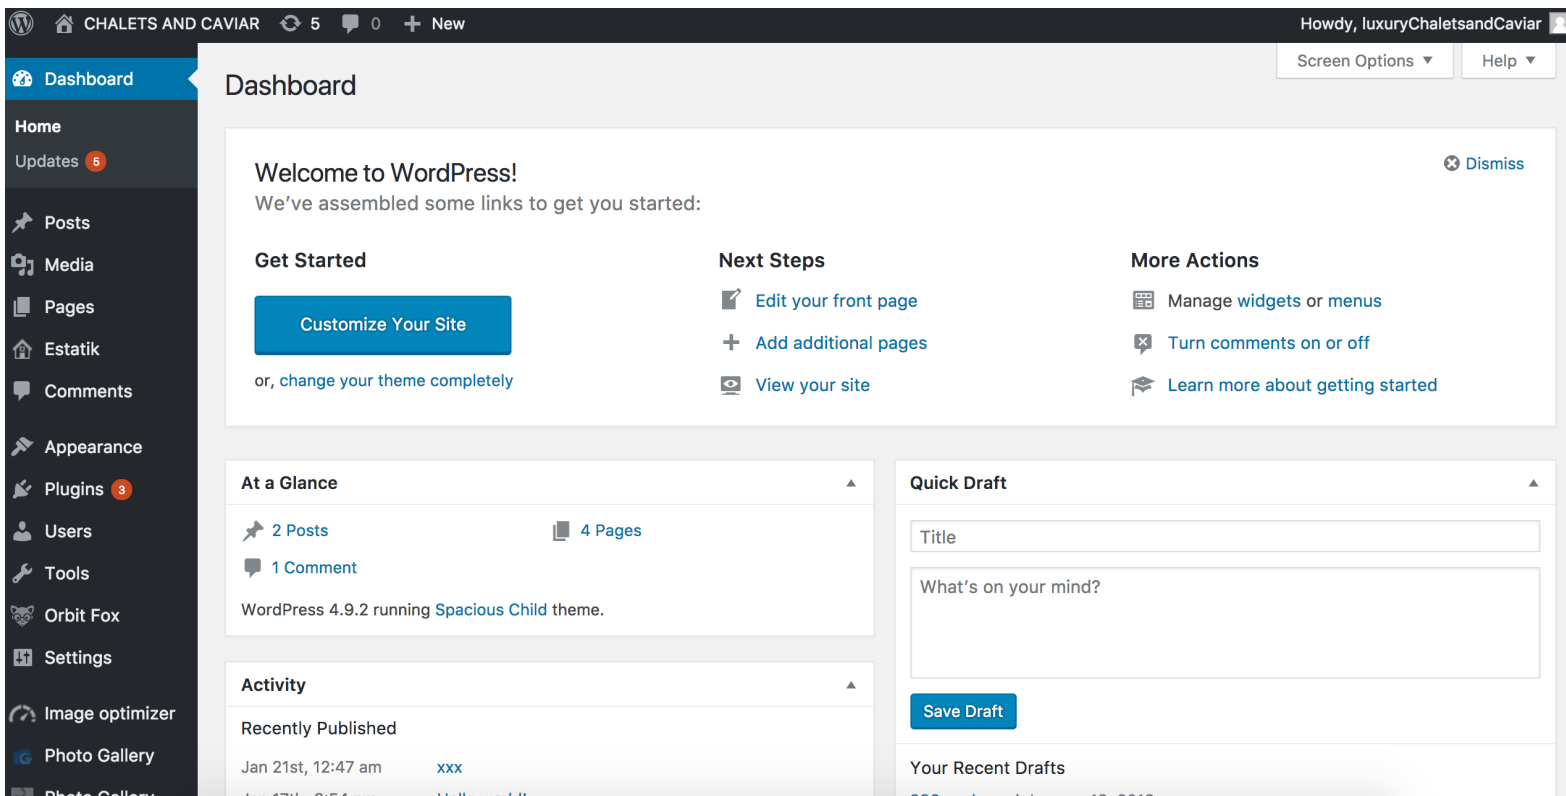 CHALETS AND CAVIAR 5 0 New Howdy, luxuryChaletsandCaviar
Screen Options Help
Dashboard
Home
Updates 5
Posts
Media
Pages
Estatik
Comments
Appearance
Plugins 3
Users
Tools
Orbit Fox
Settings
Image optimizer
Photo Gallery
Photo Gallery
Dashboard
Welcome to WordPress!
Dismiss
We've assembled some links to get you started:
Get Started
Customize Your Site
or, change your theme completely
Next Steps
Edit your front page
Add additional pages
View your site
More Actions
Manage widgets or menus
Turn comments on or off
Learn more about getting started
At a Glance
2 Posts 4 Pages
1 Comment
WordPress 4.9.2 running Spacious Child theme.
Activity
Recently Published
Jan 21st, 12:47 am xxx
Quick Draft
Title
What's on your mind?
Save Draft
Your Recent Drafts